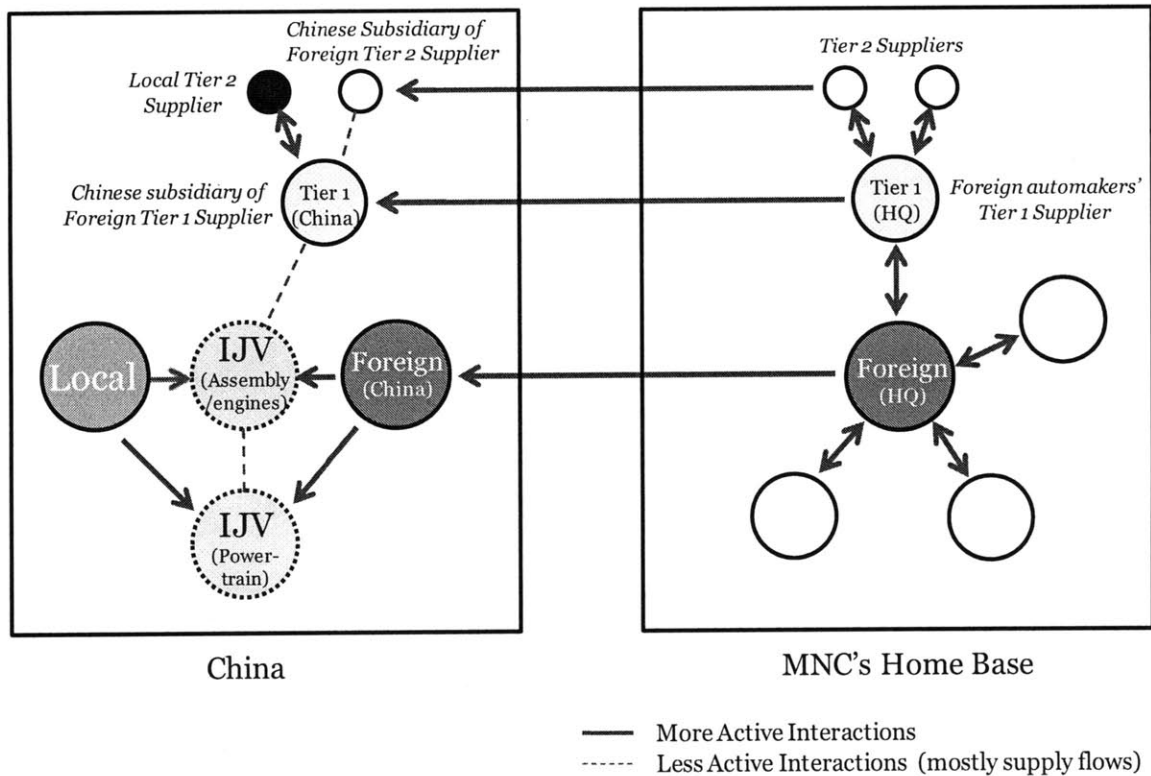 Chinese Subsidiary of
Foreign Tier 2 Supplier
Local Tier 2
Supplier
Chinese subsidiary of
Foreign Tier 1 Supplier
Tier 1
(China)
Local
IJV
(Assembly
/engines)
Foreign
(China)
IJV
(Power-
train)
China
Tier 2 Suppliers
Tier 1
(HQ)
Foreign automakers'
Tier 1 Supplier
Foreign
(HQ)
MNC's Home Base
More Active Interactions
Less Active Interactions (mostly supply flows)